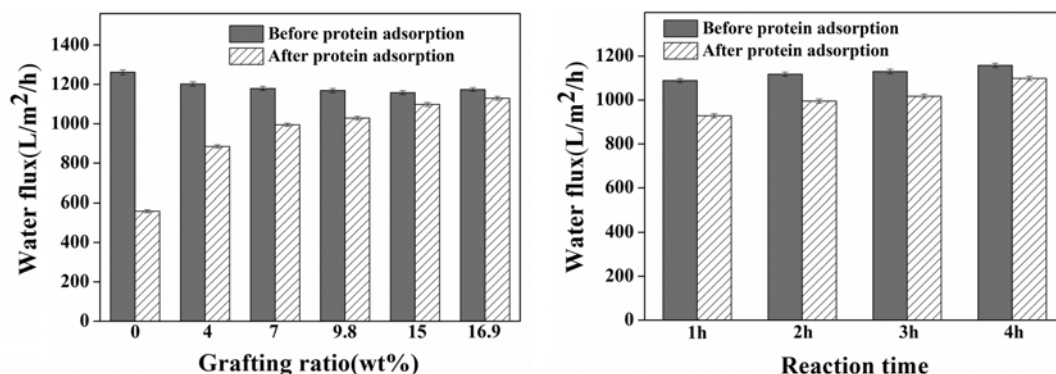 Water flux(L/m²/h)
1400
1200
1000
800
600
400
200
0
Before protein adsorption
After protein adsorption
0 4 7 9.8 15 16.9
Grafting ratio(wt%)
Water flux(L/m²/h)
1200
1000
800
600
400
200
0
Before protein adsorption
After protein adsorption
1h 2h 3h 4h
Reaction time